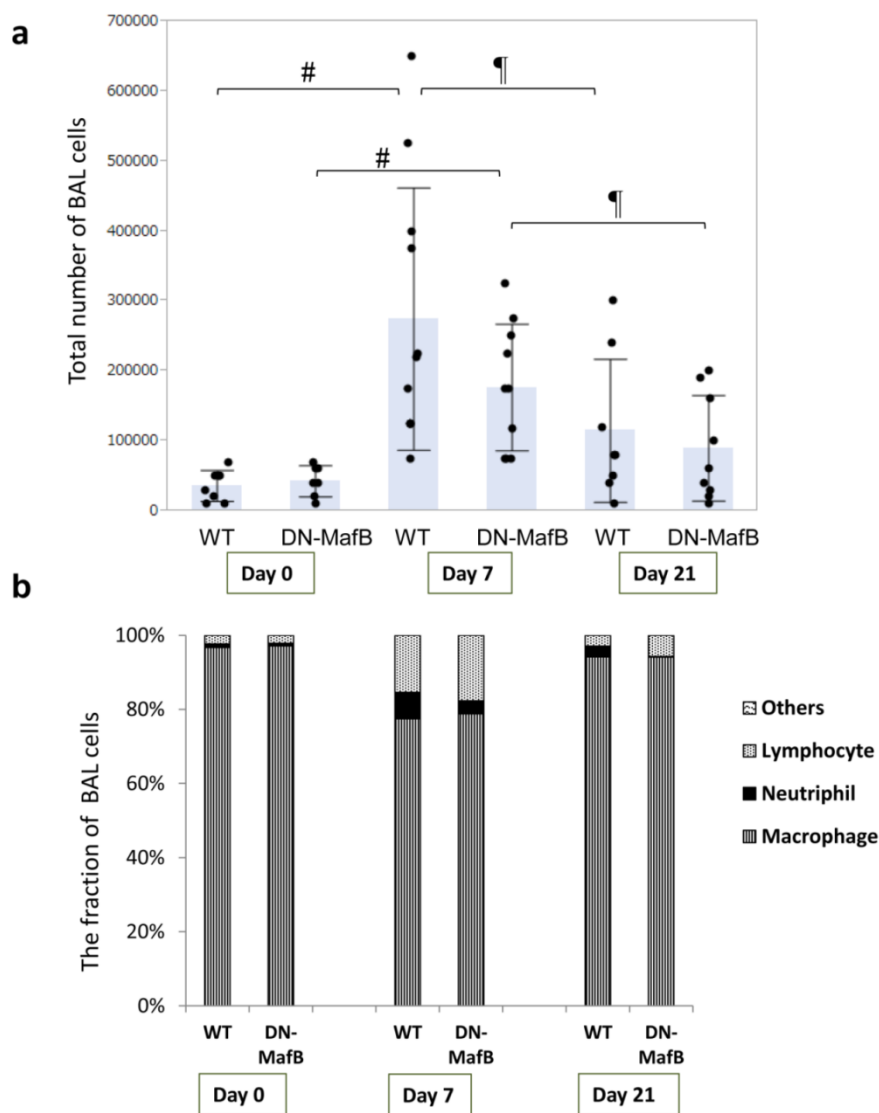 a
700000
600000
500000
400000
300000
200000
100000
0
Total number of BAL cells
#
¶
#
¶
WT DN-MafB WT DN-MafB WT DN-MafB
Day 0 Day 7 Day 21
b
100%
80%
60%
40%
20%
0%
The fraction of BAL cells
Others
Lymphocyte
Neutriphil
Macrophage
WT DN- WT DN- WT DN-
MafB MafB MafB
Day 0 Day 7 Day 21